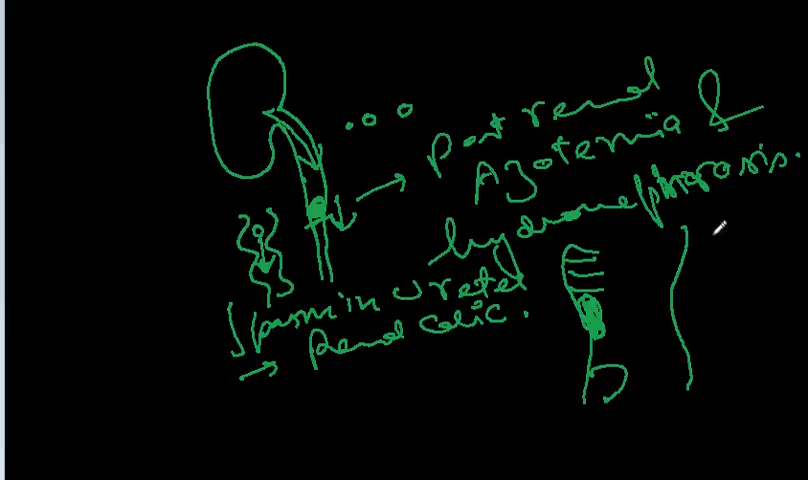 Post renal
Azotemia &
hydronephrosis.
Spasm in ureter
→ Renal colic.